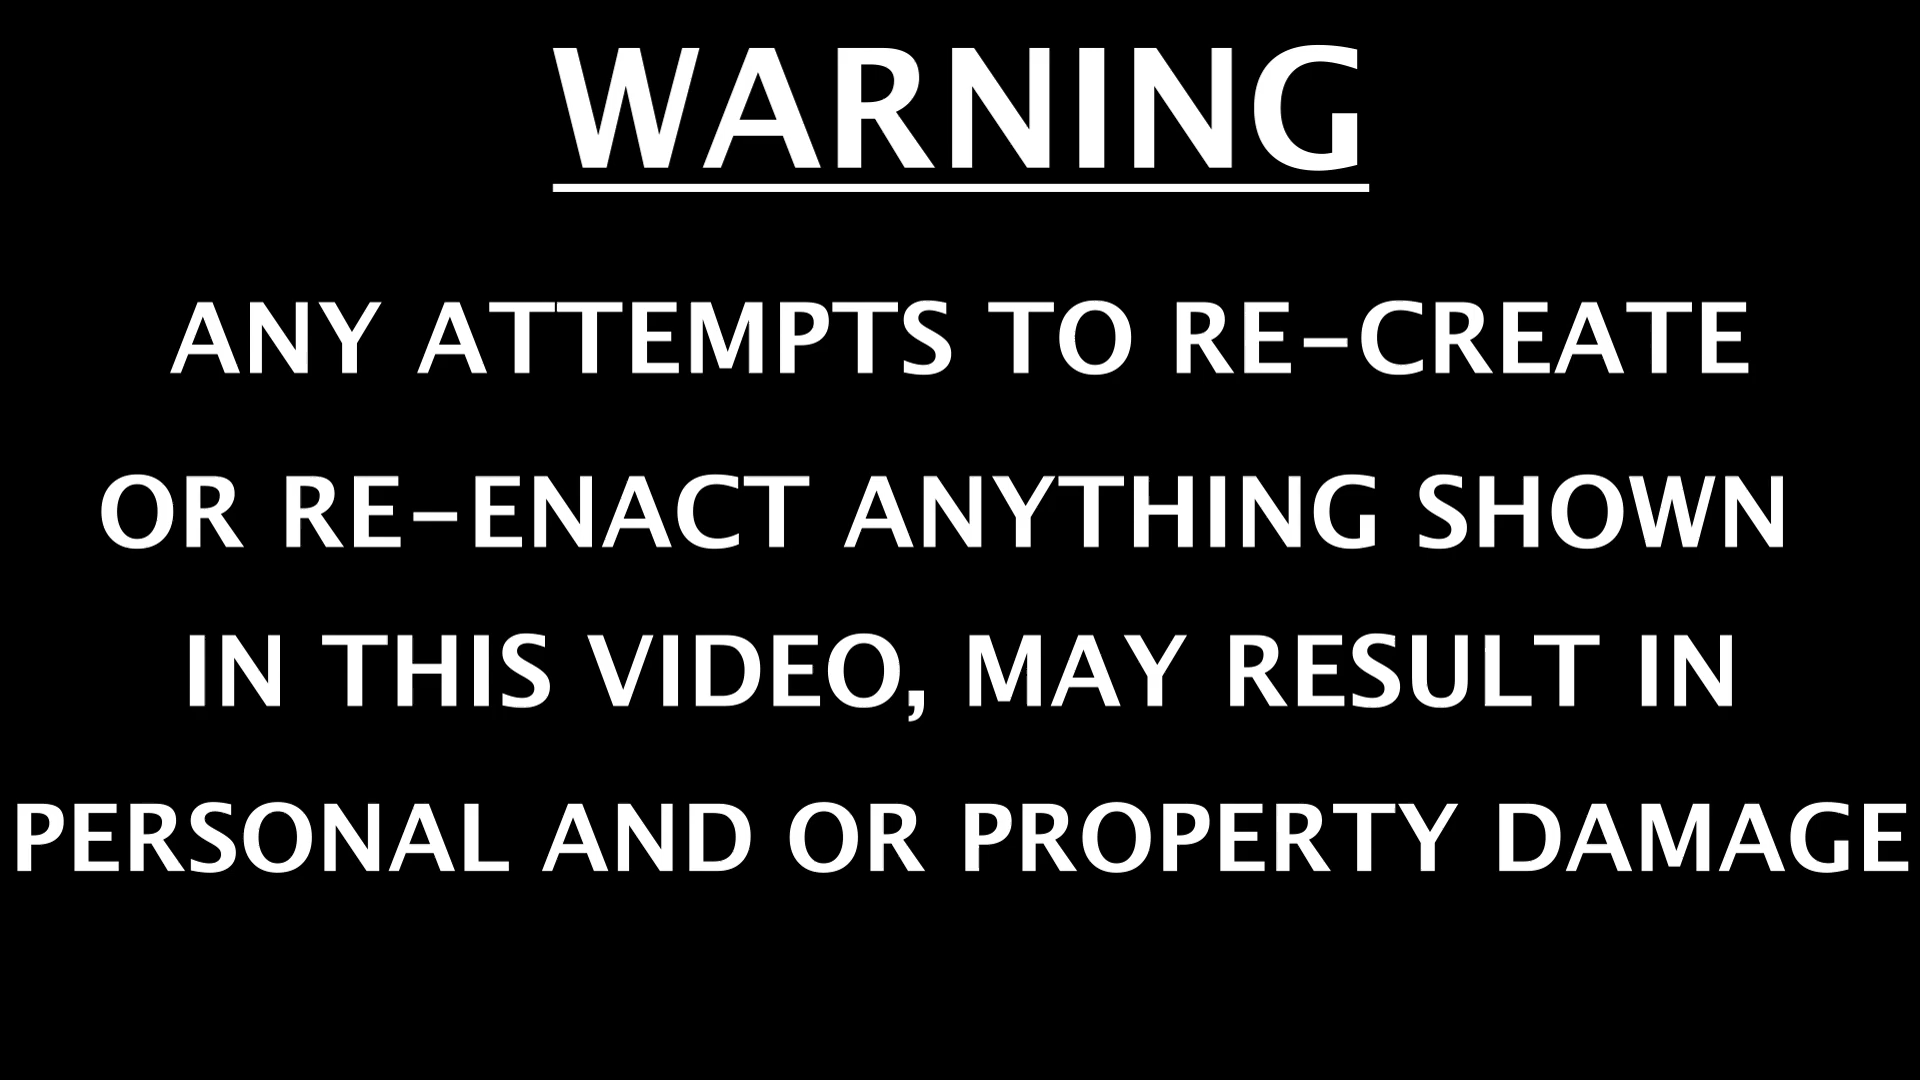 WARNING
ANY ATTEMPTS TO RE-CREATE
OR RE-ENACT ANYTHING SHOWN
IN THIS VIDEO, MAY RESULT IN
PERSONAL AND OR PROPERTY DAMAGE